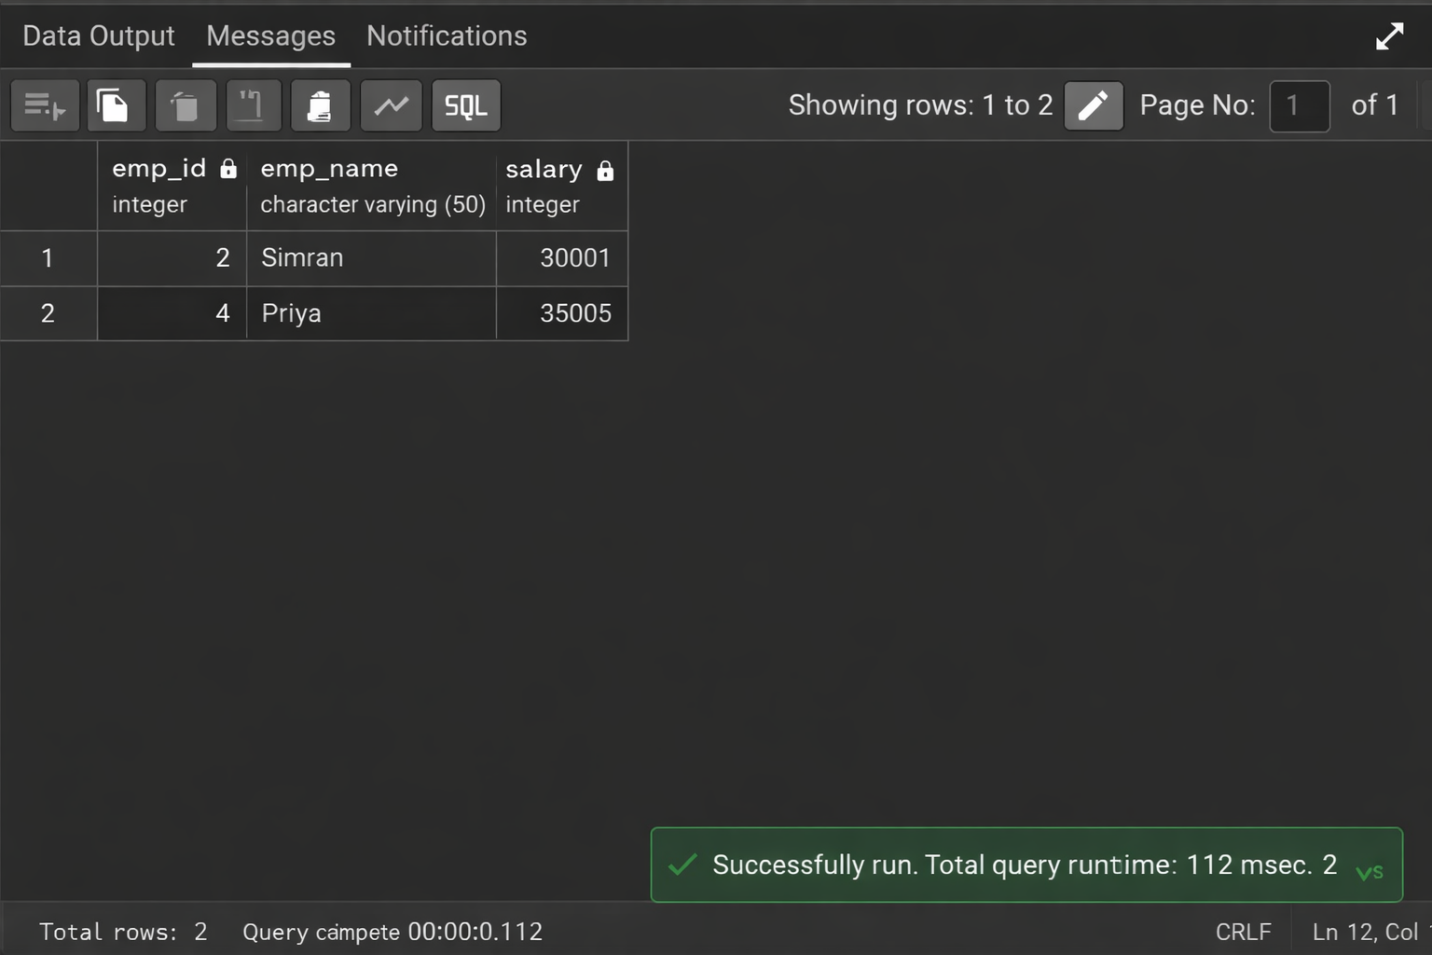 Data Output Messages Notifications
SQL Showing rows: 1 to 2 Page No: 1 of 1
emp_id emp_name salary
integer character varying (50) integer
1 2 Simran 30001
2 4 Priya 35005
Successfully run. Total query runtime: 112 msec. 2
Total rows: 2 Query campete 00:00:0.112 CRLF Ln 12, Col